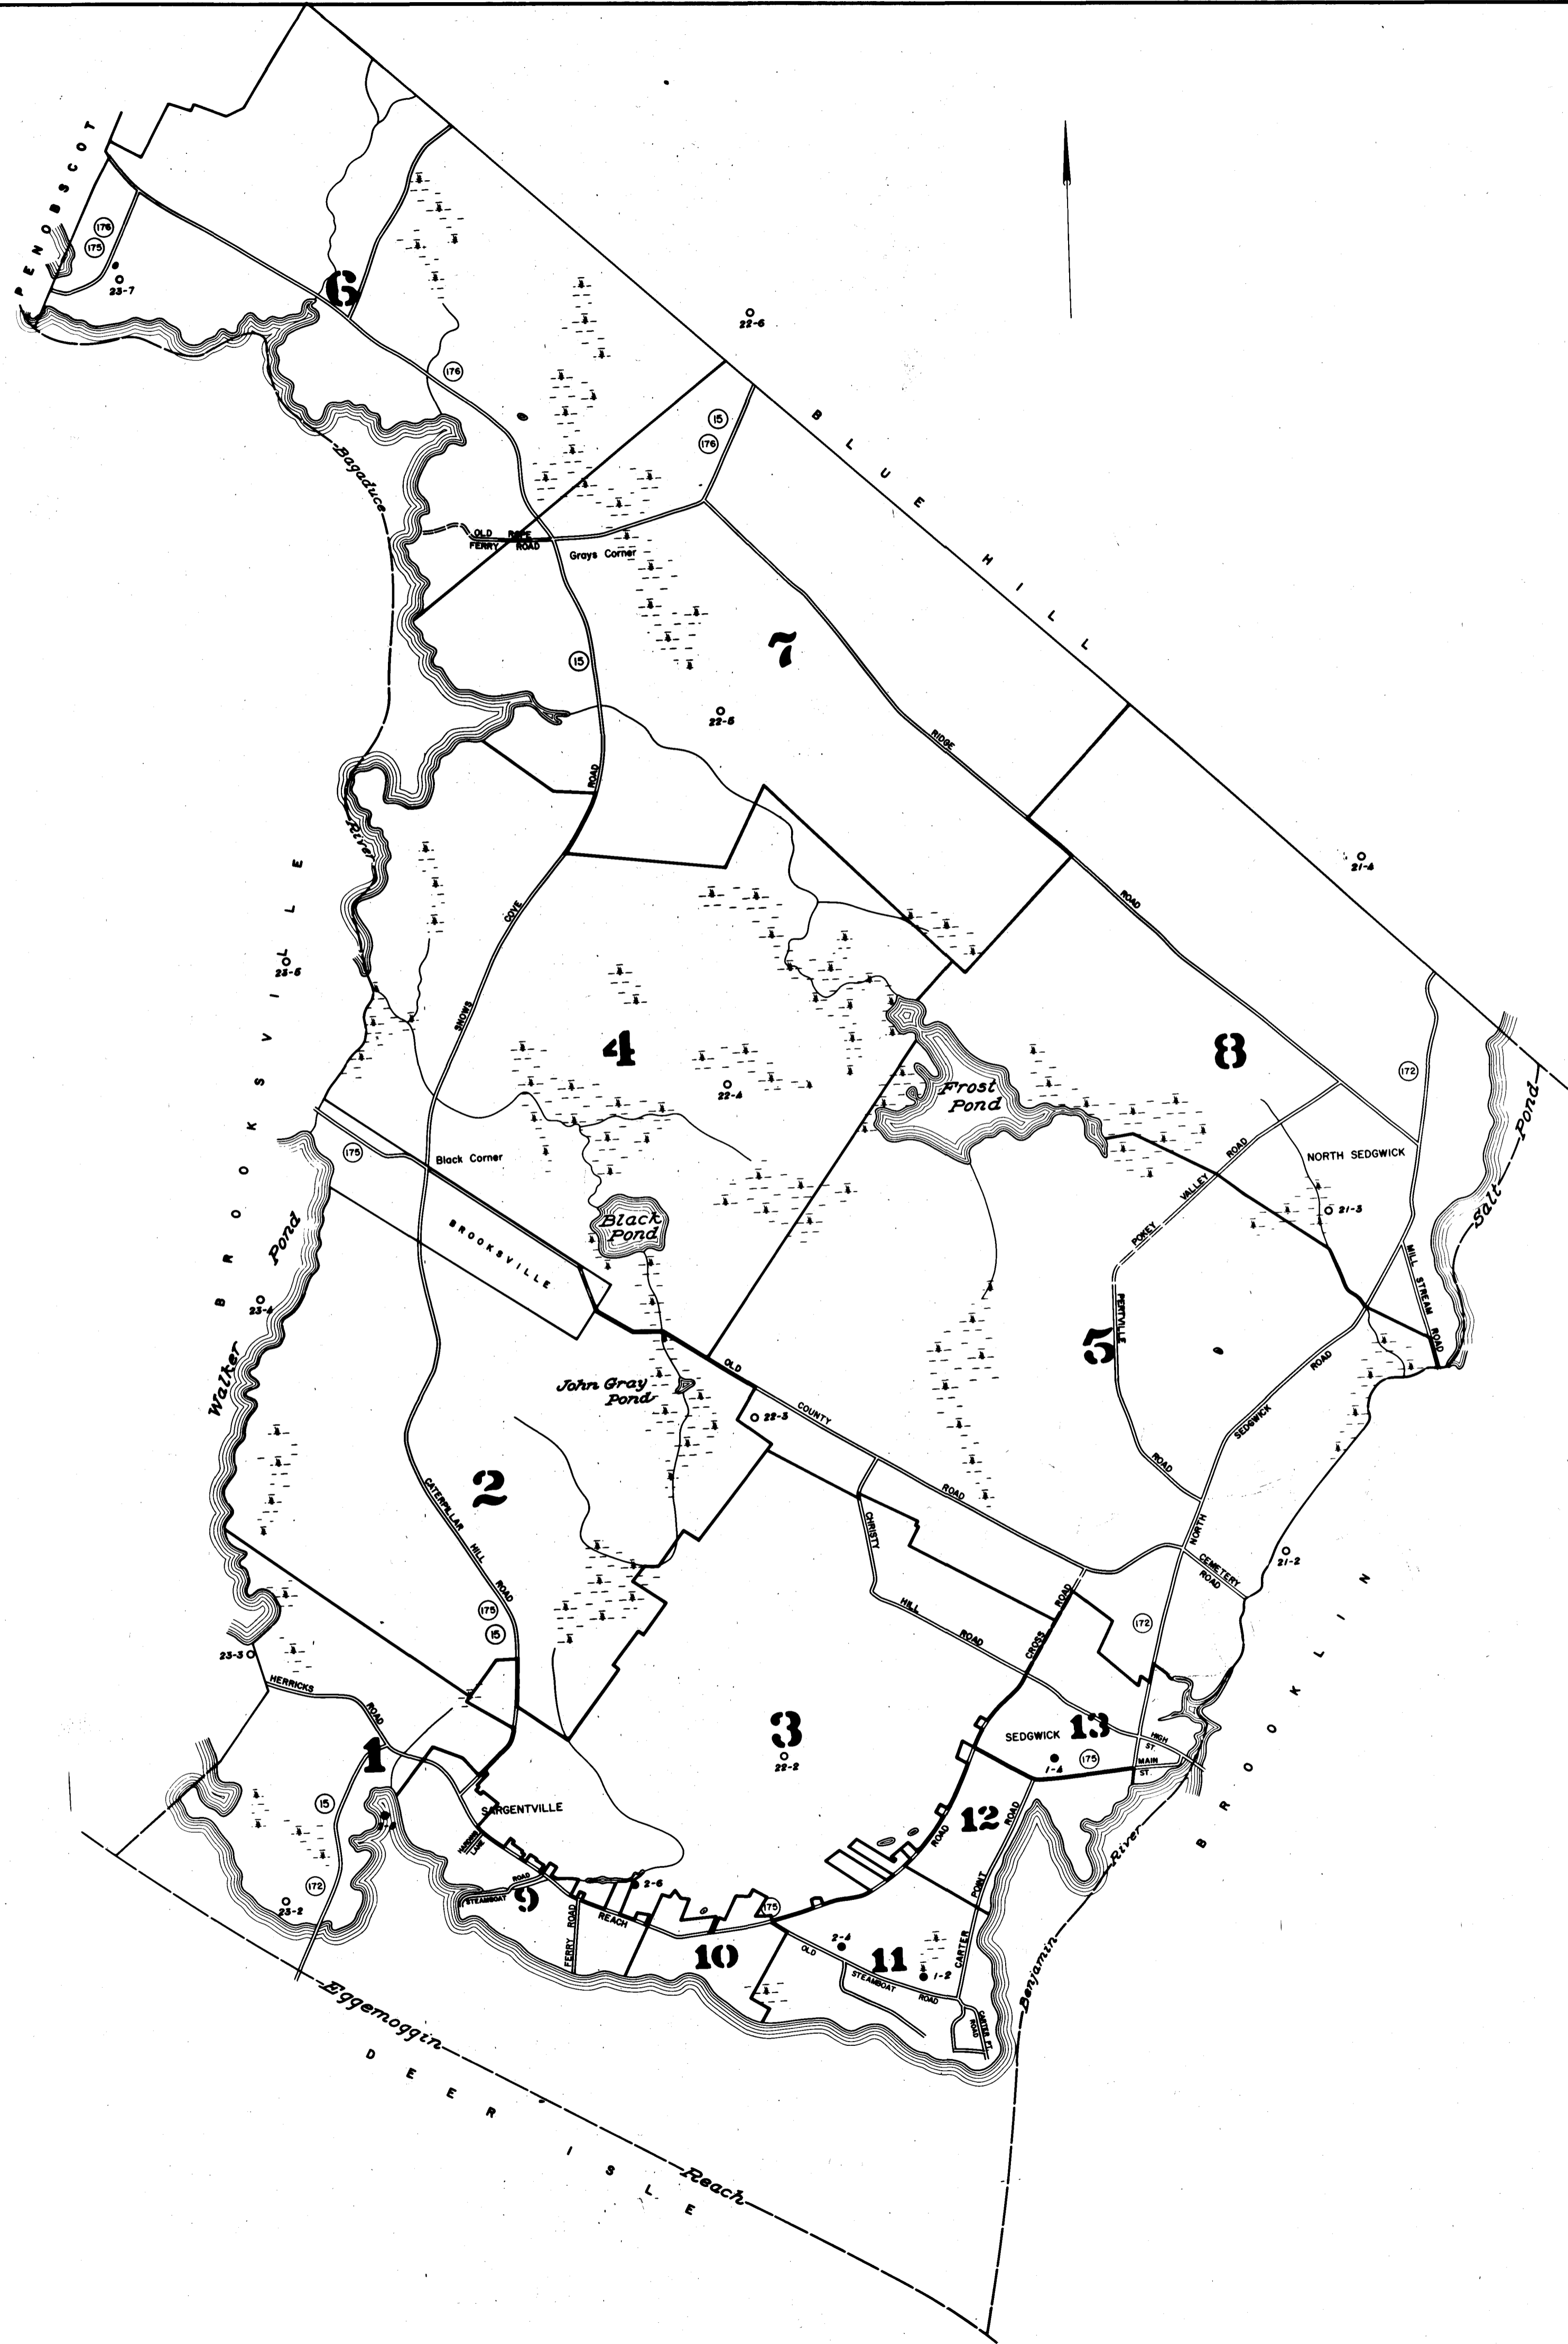 PENOBSCOT
176
175
23-7
6
22-6
176
15
176
BLUE HILL
Bagaduce
OLD ROPE
FERRY ROAD
Grays Corner
7
15
22-5
RIDGE
ROAD
River
21-4
ROAD
COVE
BROOKSVILLE
23-5
SNOWS
4
8
172
22-4
Frost
Pond
Salt Pond
175
Black Corner
ROAD
NORTH SEDGWICK
VALLEY
21-3
POKEY
Black
Pond
BROOKSVILLE
MILL STREAM ROAD
23-4
Walker Pond
PERTVILLE
5
OLD
ROAD
John Gray
Pond
COUNTY
22-3
SEDGWICK
ROAD
2
CATERPILLAR
HILL
ROAD
ROAD
CHRISTY
NORTH
CEMETERY
ROAD
21-2
175
15
HILL
ROAD
CROSS
ROAD
172
BROOKLIN
23-3
HERRICKS
ROAD
3
22-2
SEDGWICK
13
HIGH
ST.
1-4
175
MAIN
ST.
1
15
SARGENTVILLE
12
ROAD
ROAD
HARDING
LANE
River
172
23-2
STEAMBOAT
ROAD
9
2-6
POINT
FERRY ROAD
REACH
175
10
OLD
2-4
11
1-2
CARTER
STEAMBOAT
ROAD
Benjamin
CARTER PT.
ROAD
Eggemoggin
DEER ISLE
Reach